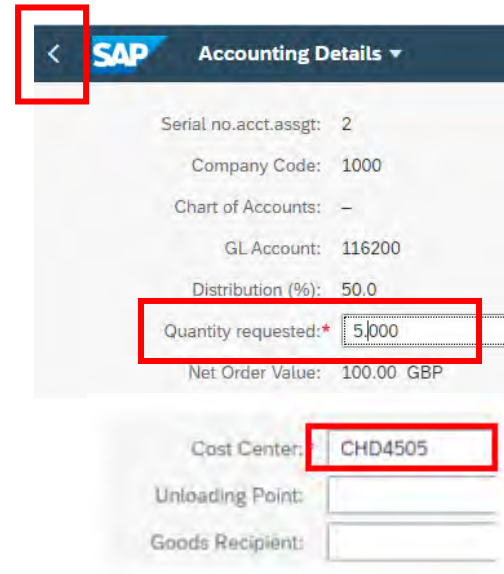 < SAP Accounting Details ▾
Serial no.acct.assgt: 2
Company Code: 1000
Chart of Accounts: –
GL Account: 116200
Distribution (%): 50.0
Quantity requested:* 5.000
Net Order Value: 100.00 GBP
Cost Center:* CHD4505
Unloading Point:
Goods Recipient: